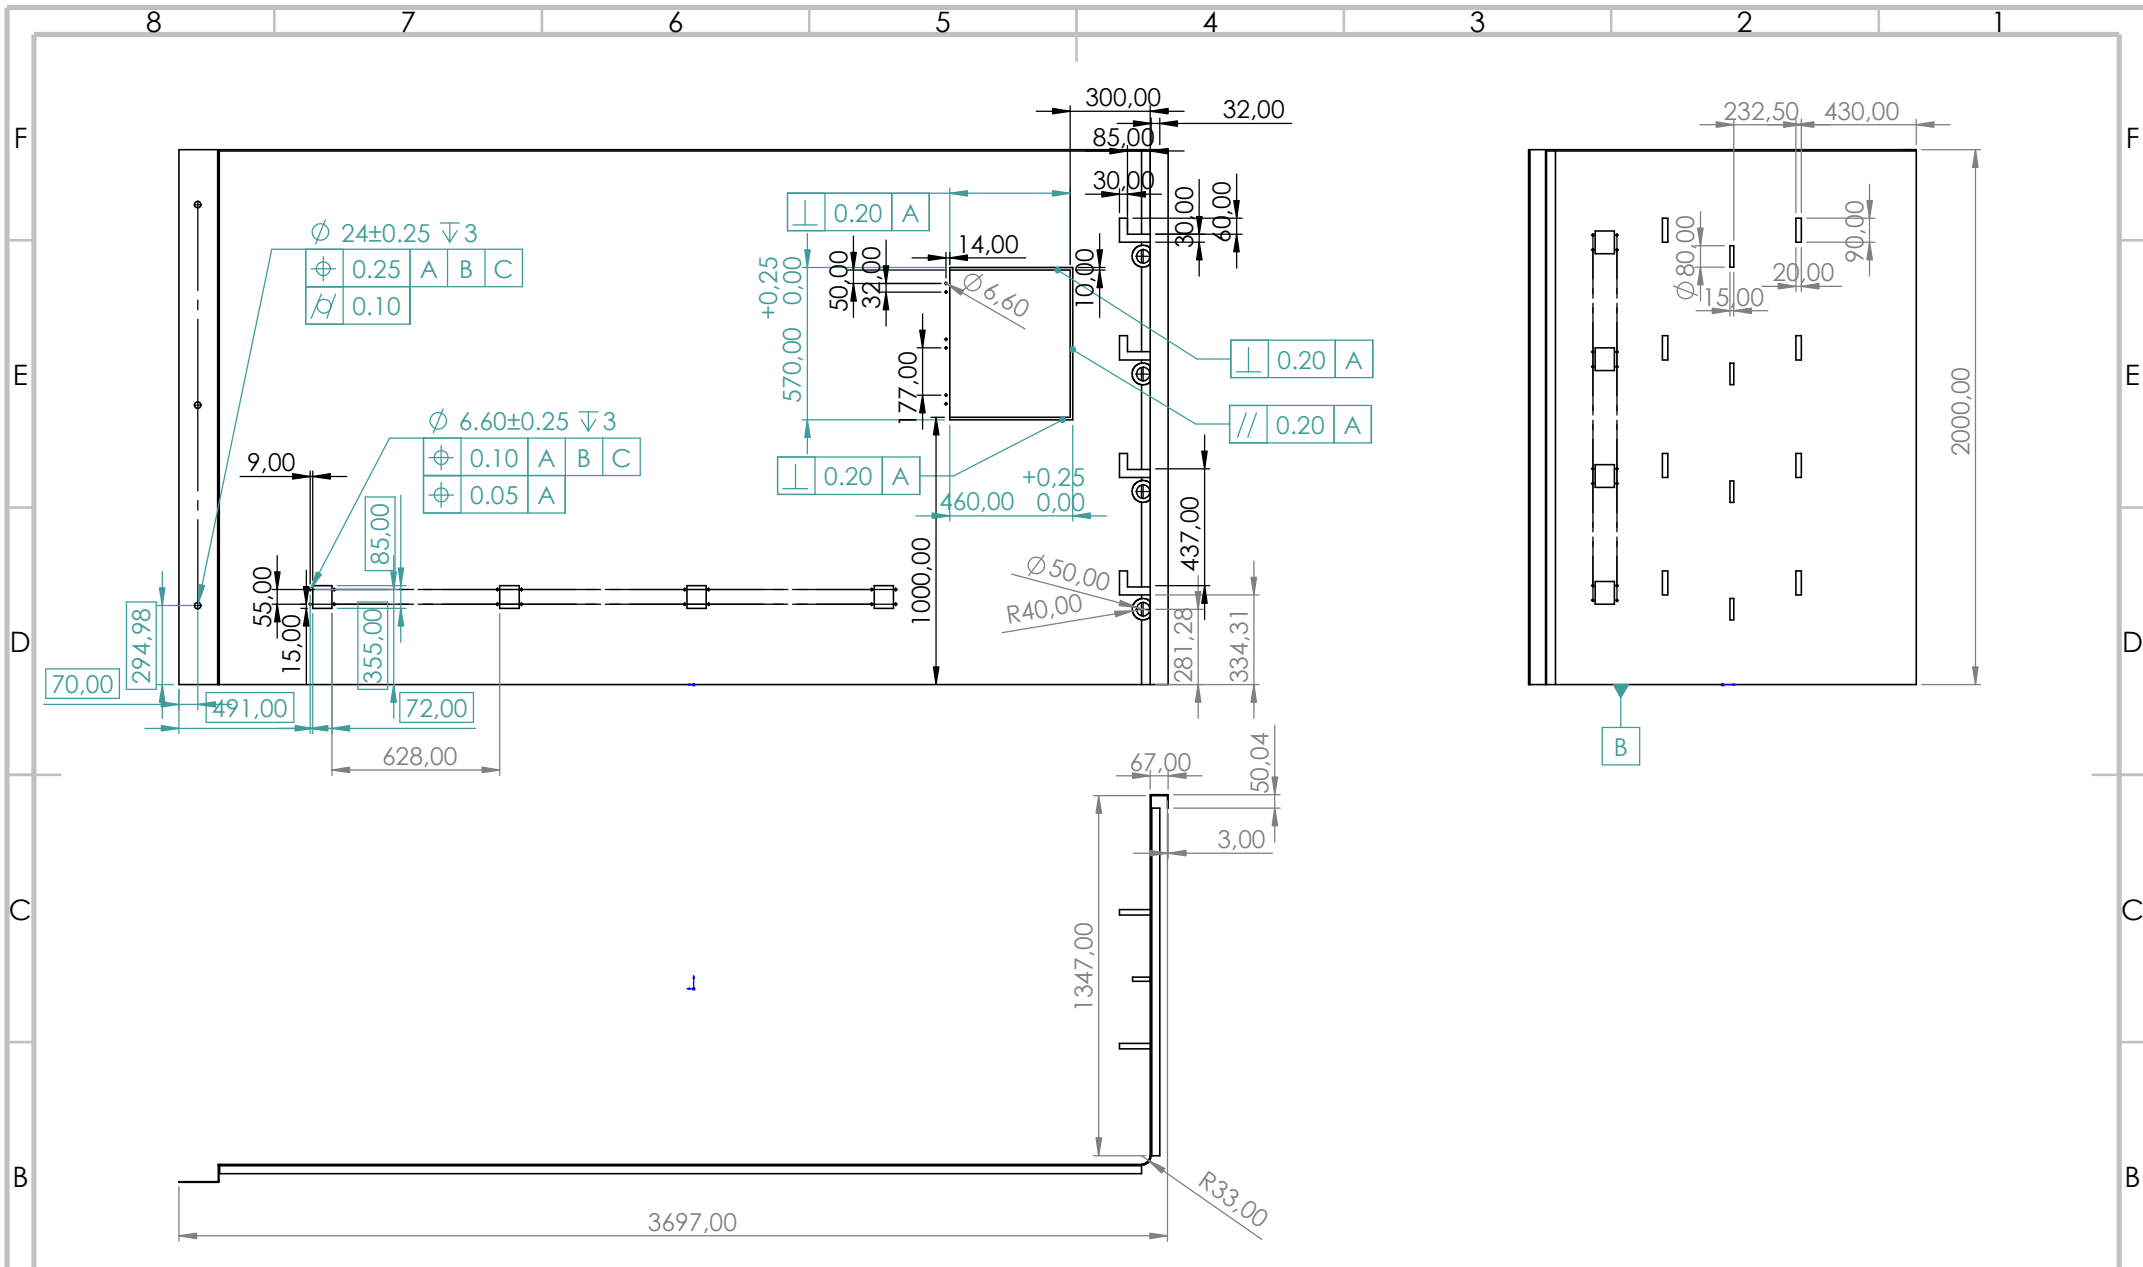 8 7 6 5 4 3 2 1
F
F
E
E
D
D
C
C
B
B
300,00
32,00
85,00
30,00
30,00
60,00
⊥ 0.20 A
14,00
50,00
32,00
+0,25
570,00 0,00
∅6,60
10,00
177,00
∅ 24±0.25 ↧3
⌖ 0.25 A B C
⌭ 0.10
∅ 6.60±0.25 ↧3
⌖ 0.10 A B C
⌖ 0.05 A
⊥ 0.20 A
// 0.20 A
⊥ 0.20 A
+0,25
460,00 0,00
9,00
85,00
55,00
15,00
355,00
294,98
70,00
491,00
72,00
628,00
1000,00
437,00
∅50,00
R40,00
281,28
334,31
232,50
430,00
∅80,00
15,00
20,00
90,00
2000,00
B
67,00
50,04
3,00
1347,00
R33,00
3697,00